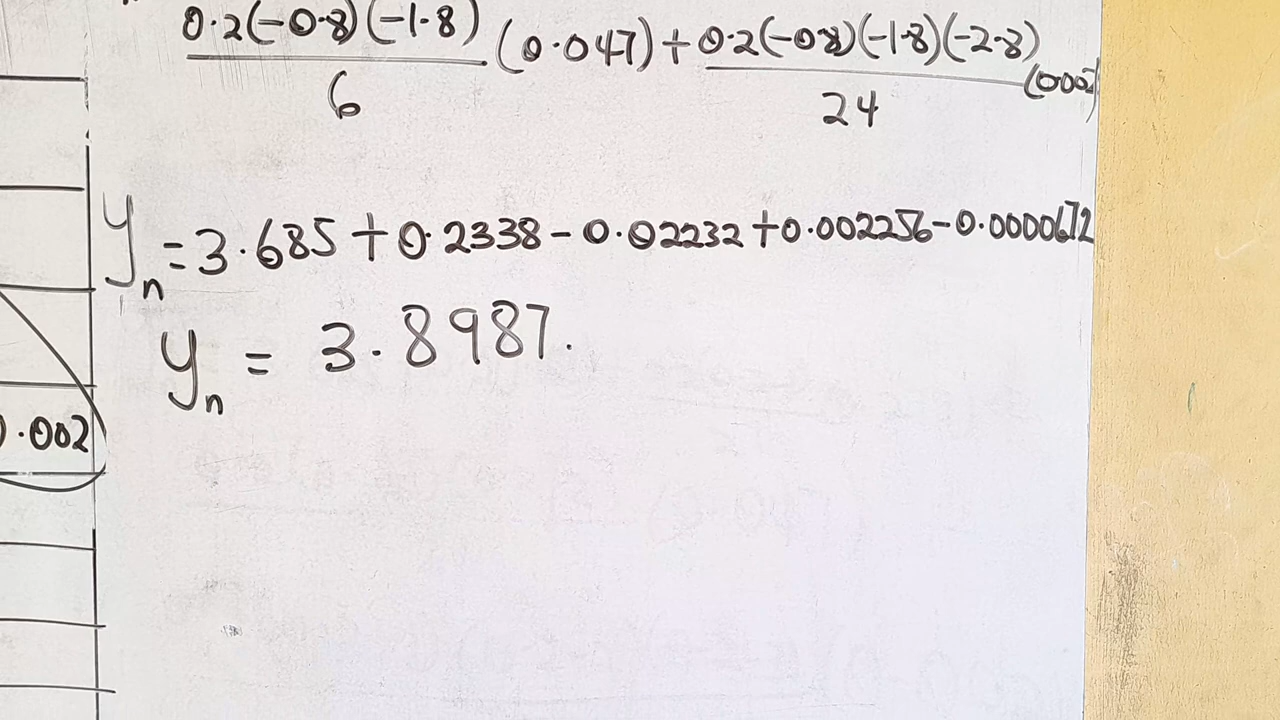 0.2(-0.8)(-1.8)/6 (0.047) + 0.2(-0.8)(-1.8)(-2.8)/24
yₙ = 3.685 + 0.2338 - 0.02232 + 0.002256 - 0.0000672
yₙ = 3.8987.
0.002